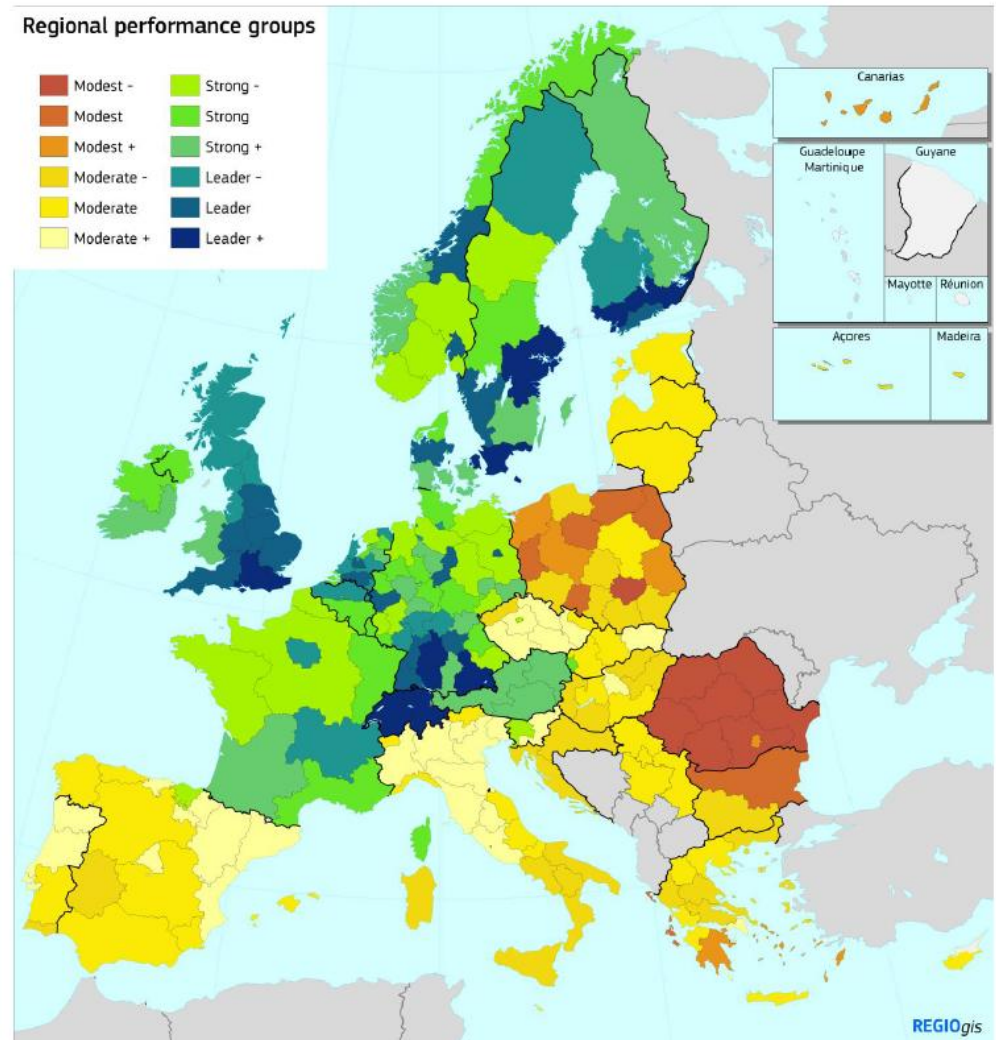 Regional performance groups
Modest -
Modest
Modest +
Moderate -
Moderate
Moderate +
Strong -
Strong
Strong +
Leader -
Leader
Leader +
Canarias
Guadeloupe
Martinique
Guyane
Mayotte
Réunion
Açores
Madeira
REGIOgis